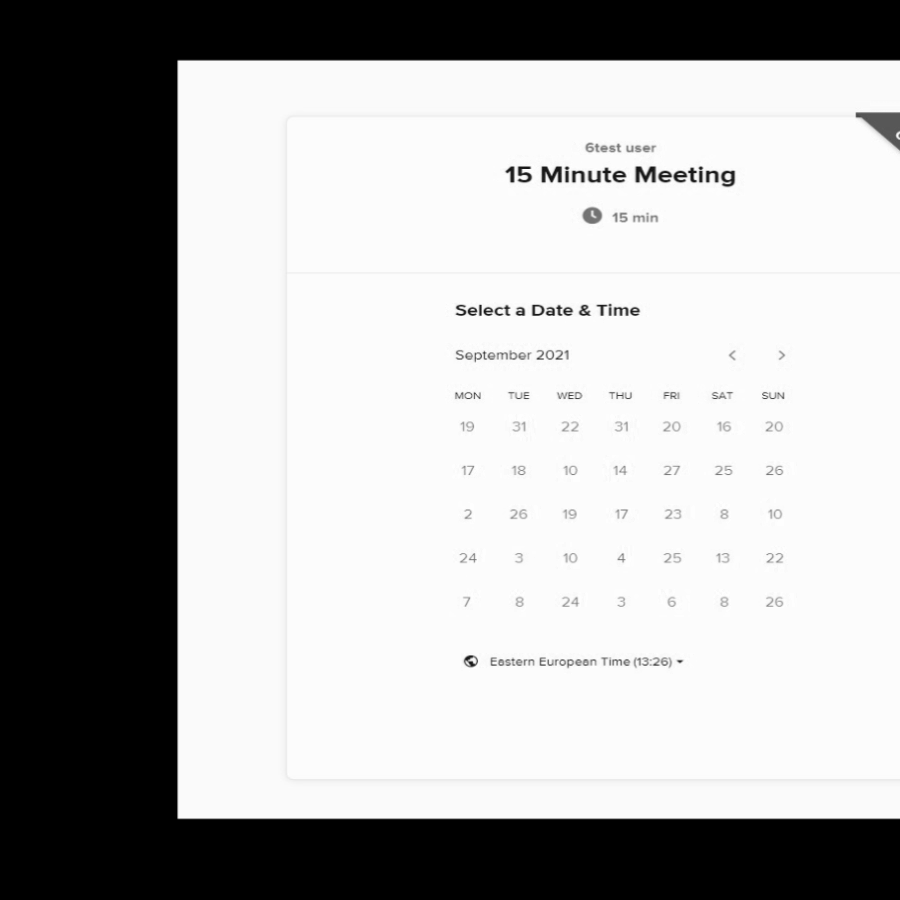 6test user
15 Minute Meeting
15 min
Select a Date & Time
September 2021
MON TUE WED THU FRI SAT SUN
19 31 22 31 20 16 20
17 18 10 14 27 25 26
2 26 19 17 23 8 10
24 3 10 4 25 13 22
7 8 24 3 6 8 26
Eastern European Time (13:26)